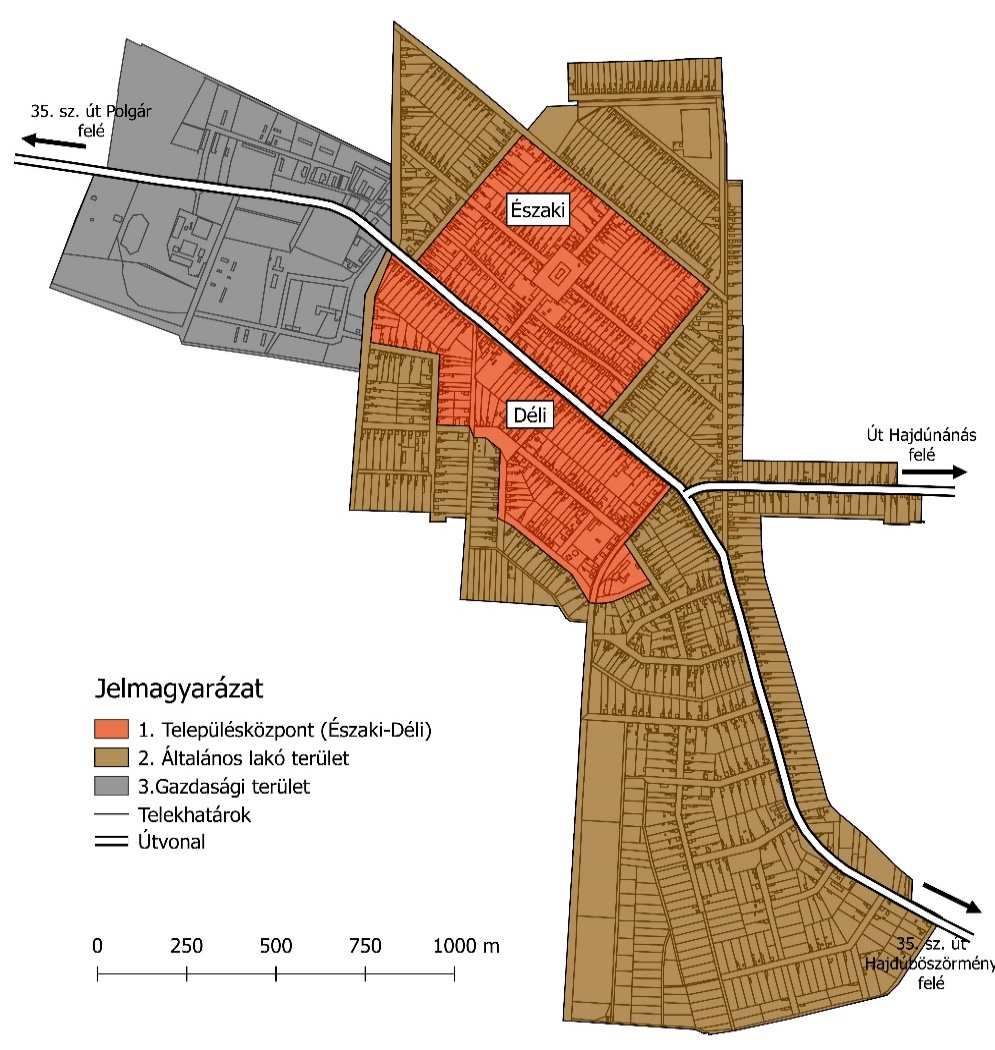 35. sz. út Polgár
felé
Északi
Déli
Út Hajdúnánás
felé
Jelmagyarázat
1. Településközpont (Északi-Déli)
2. Általános lakó terület
3.Gazdasági terület
Telekhatárok
Útvonal
0 250 500 750 1000 m
35. sz. út
Hajdúböszörmény
felé